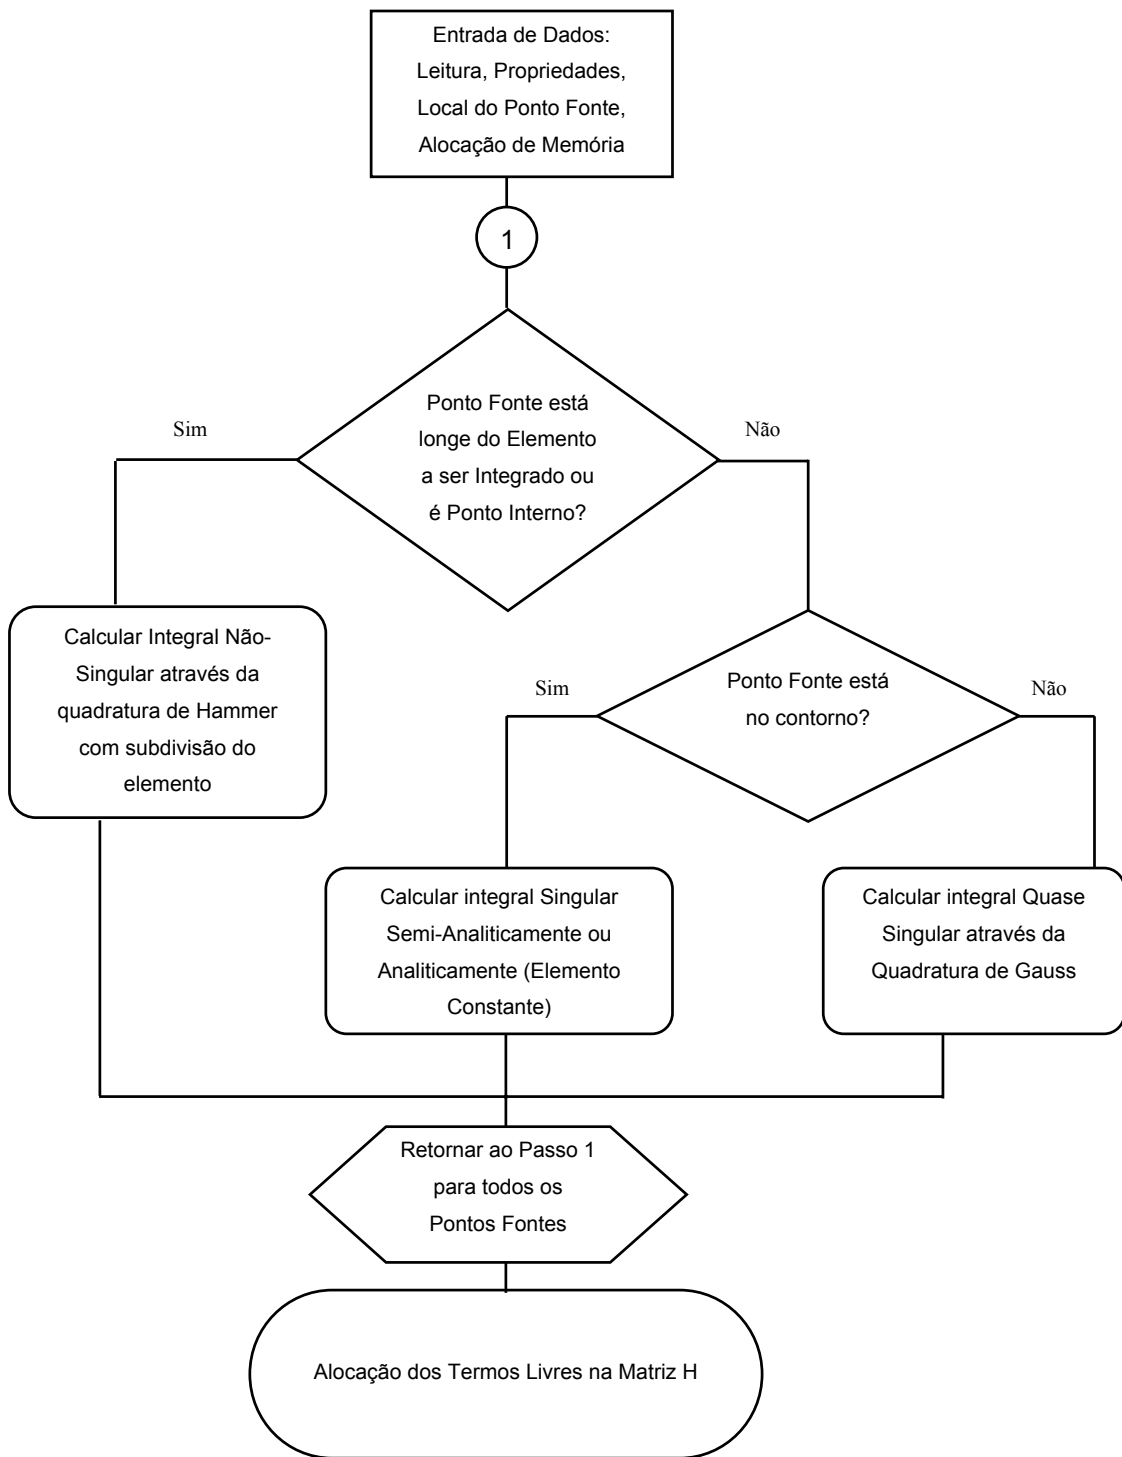 Entrada de Dados:
Leitura, Propriedades,
Local do Ponto Fonte,
Alocação de Memória
1
Ponto Fonte está
longe do Elemento
a ser Integrado ou
é Ponto Interno?
Sim
Não
Calcular Integral Não-
Singular através da
quadratura de Hammer
com subdivisão do
elemento
Ponto Fonte está
no contorno?
Sim
Não
Calcular integral Singular
Semi-Analiticamente ou
Analiticamente (Elemento
Constante)
Calcular integral Quase
Singular através da
Quadratura de Gauss
Retornar ao Passo 1
para todos os
Pontos Fontes
Alocação dos Termos Livres na Matriz H